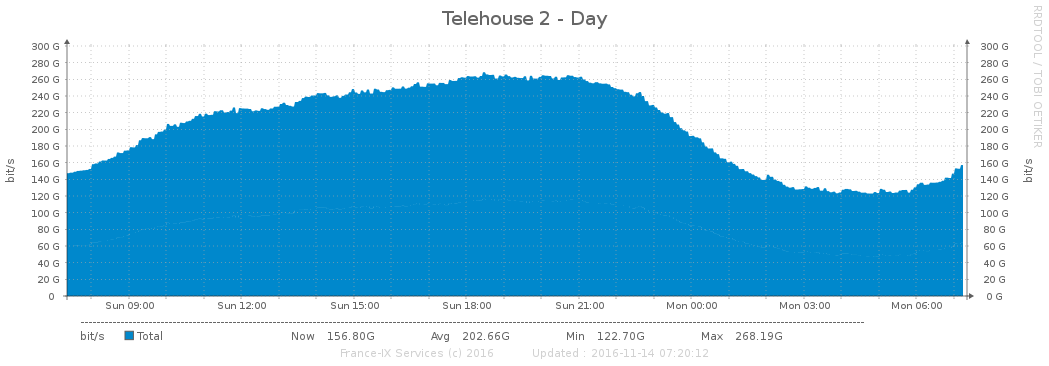 Telehouse 2 - Day
RRDTOOL / TOBI OETIKER
bit/s
300 G 300 G
280 G 280 G
260 G 260 G
240 G 240 G
220 G 220 G
200 G 200 G
180 G 180 G
160 G 160 G
140 G 140 G
120 G 120 G
100 G 100 G
80 G 80 G
60 G 60 G
40 G 40 G
20 G 20 G
0 0 G
bit/s
Sun 09:00 Sun 12:00 Sun 15:00 Sun 18:00 Sun 21:00 Mon 00:00 Mon 03:00 Mon 06:00
bit/s Total Now 156.80G Avg 202.66G Min 122.70G Max 268.19G
France-IX Services (c) 2016 Updated : 2016-11-14 07:20:12